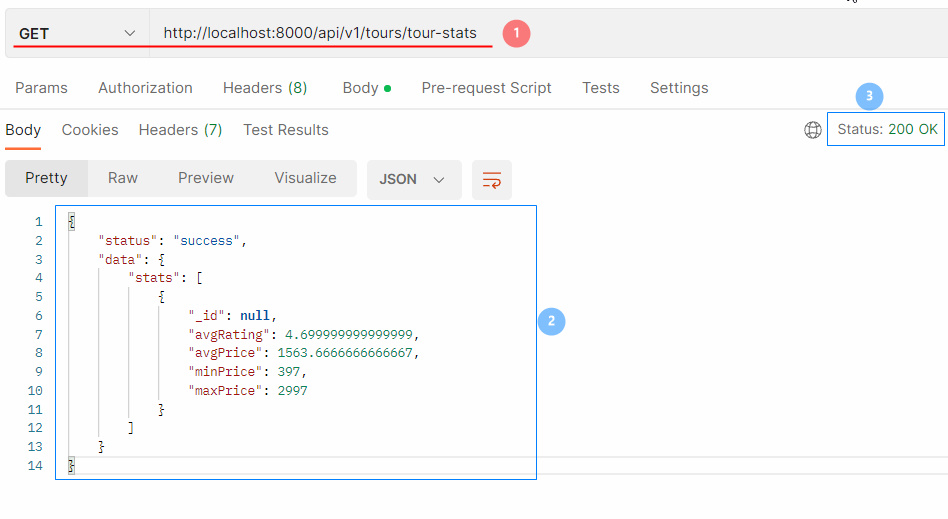 GET http://localhost:8000/api/v1/tours/tour-stats 1
Params Authorization Headers (8) Body Pre-request Script Tests Settings
3
Body Cookies Headers (7) Test Results Status: 200 OK
Pretty Raw Preview Visualize JSON
1 {
2 "status": "success",
3 "data": {
4 "stats": [
5 {
6 "_id": null,
7 "avgRating": 4.699999999999999,
8 "avgPrice": 1563.6666666666667,
9 "minPrice": 397,
10 "maxPrice": 2997
11 }
12 ]
13 }
14 }
2